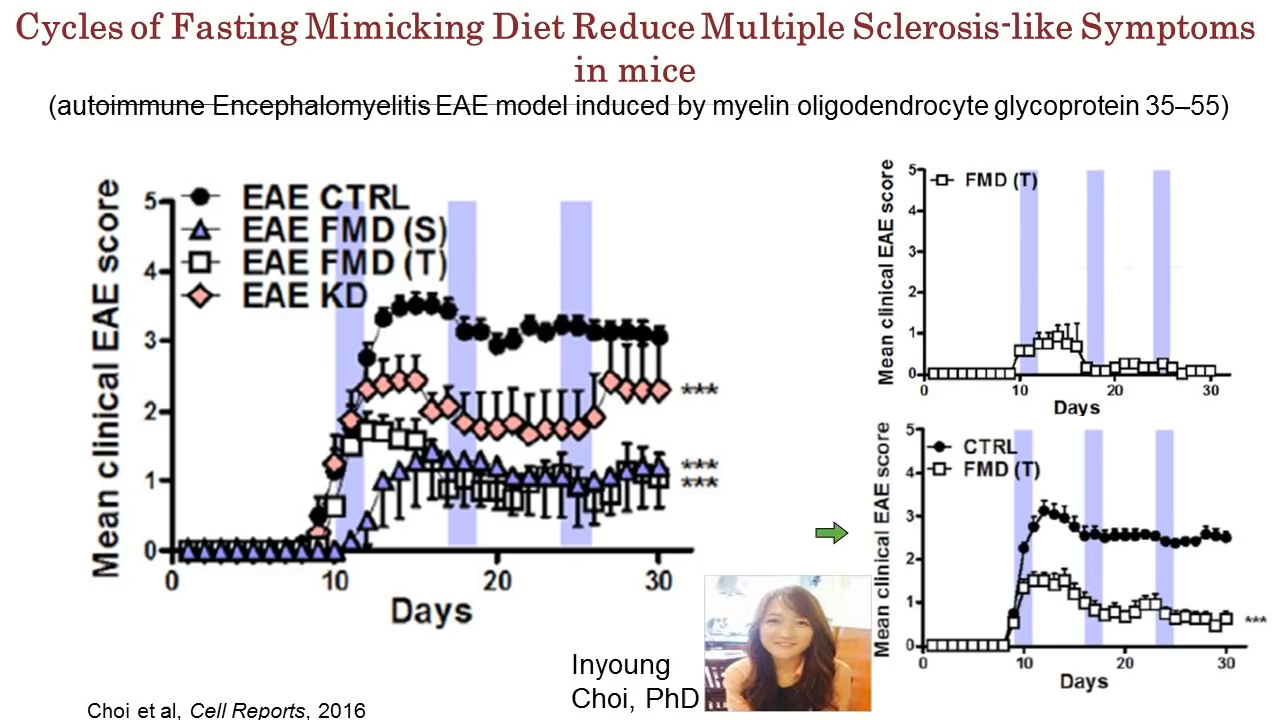 Cycles of Fasting Mimicking Diet Reduce Multiple Sclerosis-like Symptoms
in mice
(autoimmune Encephalomyelitis EAE model induced by myelin oligodendrocyte glycoprotein 35–55)
Mean clinical EAE score
5
4
3
2
1
0
EAE CTRL
EAE FMD (S)
EAE FMD (T)
EAE KD
***
***
***
0
10
20
30
Days
Mean clinical EAE score
5
4
3
2
1
0
FMD (T)
0
10
20
30
Days
Mean clinical EAE score
5
4
3
2
1
0
CTRL
FMD (T)
***
0
10
20
30
Days
Inyoung
Choi, PhD
Choi et al, Cell Reports, 2016